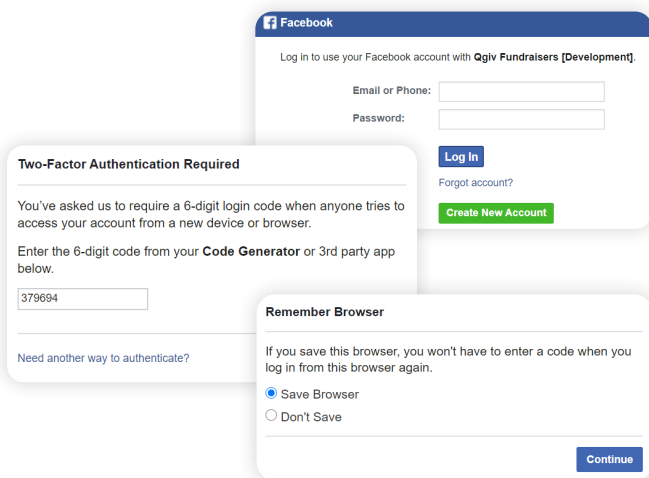 Facebook
Log in to use your Facebook account with Qgiv Fundraisers [Development].
Email or Phone:
Password:
Log In
Forgot account?
Create New Account
Two-Factor Authentication Required
You've asked us to require a 6-digit login code when anyone tries to
access your account from a new device or browser.
Enter the 6-digit code from your Code Generator or 3rd party app
below.
379694
Need another way to authenticate?
Remember Browser
If you save this browser, you won't have to enter a code when you
log in from this browser again.
Save Browser
Don't Save
Continue